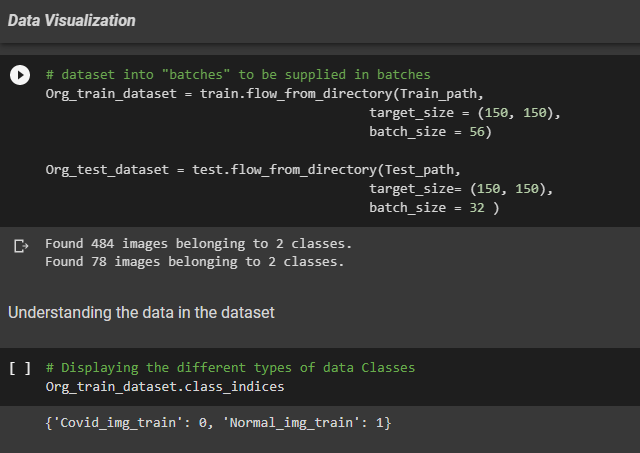 Data Visualization
# dataset into "batches" to be supplied in batches
Org_train_dataset = train.flow_from_directory(Train_path,
target_size = (150, 150),
batch_size = 56)
Org_test_dataset = test.flow_from_directory(Test_path,
target_size= (150, 150),
batch_size = 32 )
Found 484 images belonging to 2 classes.
Found 78 images belonging to 2 classes.
Understanding the data in the dataset
[ ] # Displaying the different types of data Classes
Org_train_dataset.class_indices
{'Covid_img_train': 0, 'Normal_img_train': 1}